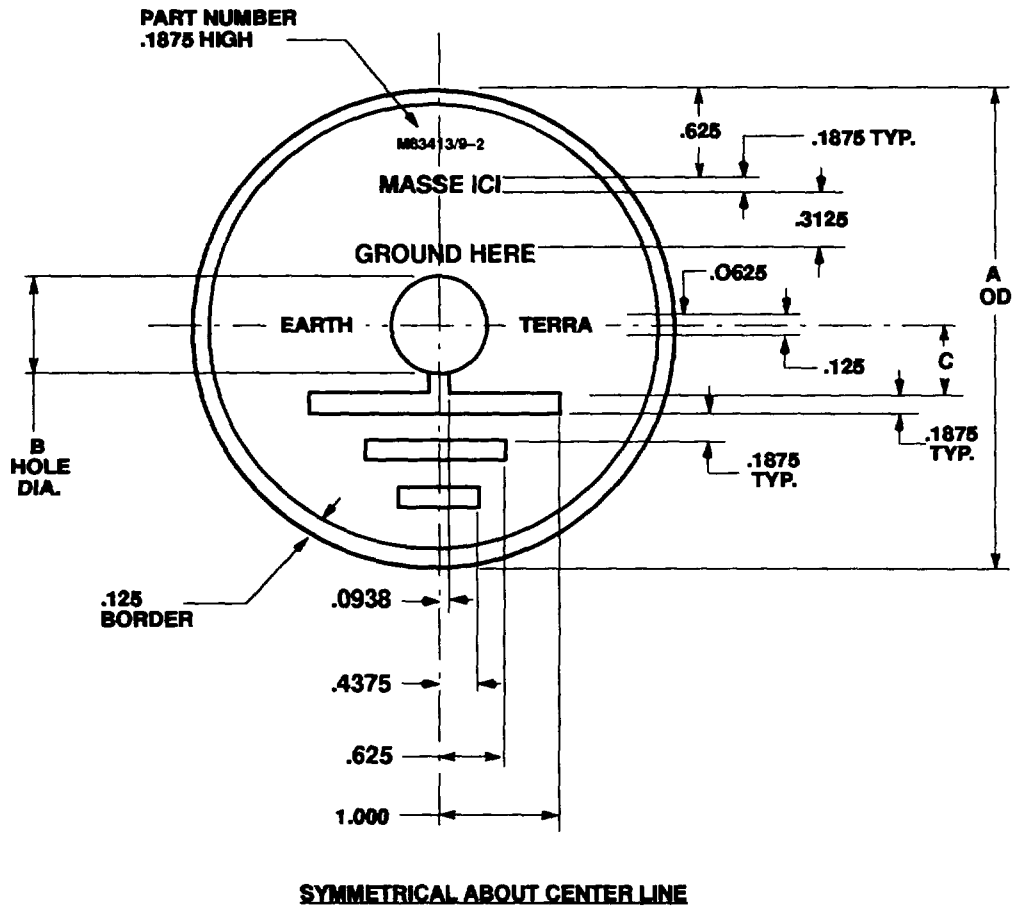 PART NUMBER
.1875 HIGH
M83413/9-2
MASSE ICI
GROUND HERE
EARTH
TERRA
.625
.1875 TYP.
.3125
.O625
A
OD
.125
C
.1875
TYP.
.1875
TYP.
B
HOLE
DIA.
.125
BORDER
.0938
.4375
.625
1.000
SYMMETRICAL ABOUT CENTER LINE